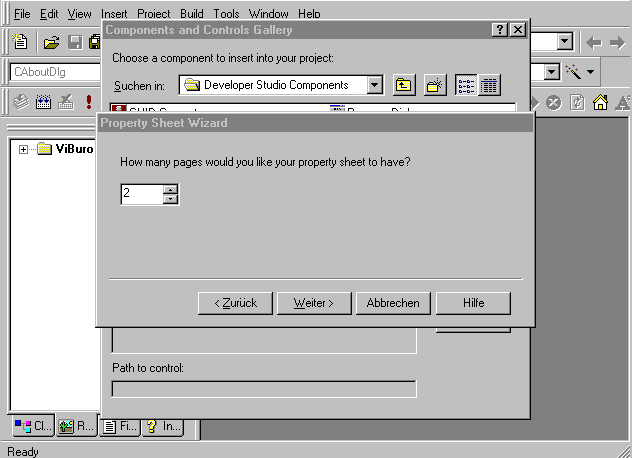 File Edit View Insert Project Build Tools Window Help
Components and Controls Gallery
Choose a component to insert into your project:
CAboutDlg
Suchen in: Developer Studio Components
Property Sheet Wizard
ViBuro
How many pages would you like your property sheet to have?
2
< Zurück Weiter > Abbrechen Hilfe
Path to control:
Cl... R... Fi... In...
Ready